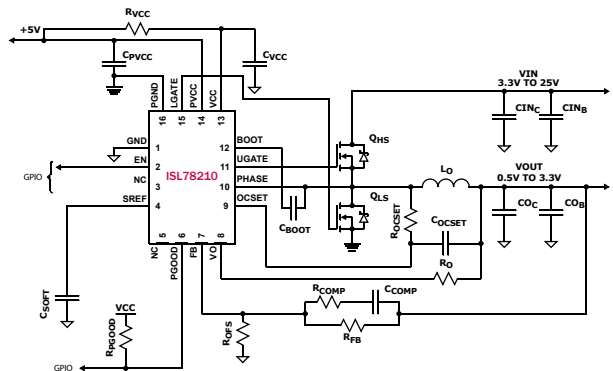 RVCC
+5V
CPVCC
CVCC
PGND
LGATE
PVCC
VCC
16
15
14
13
VIN
3.3V TO 25V
CINC
CINB
GND
1
EN
2
NC
3
SREF
4
GPIO
ISL78210
BOOT
12
UGATE
11
PHASE
10
OCSET
9
QHS
QLS
CBOOT
LO
VOUT
0.5V TO 3.3V
COC
COB
ROCSET
COCSET
RO
5
6
7
8
NC
PGOOD
FB
VO
CSOFT
VCC
RPGOOD
GPIO
ROFS
RCOMP
CCOMP
RFB